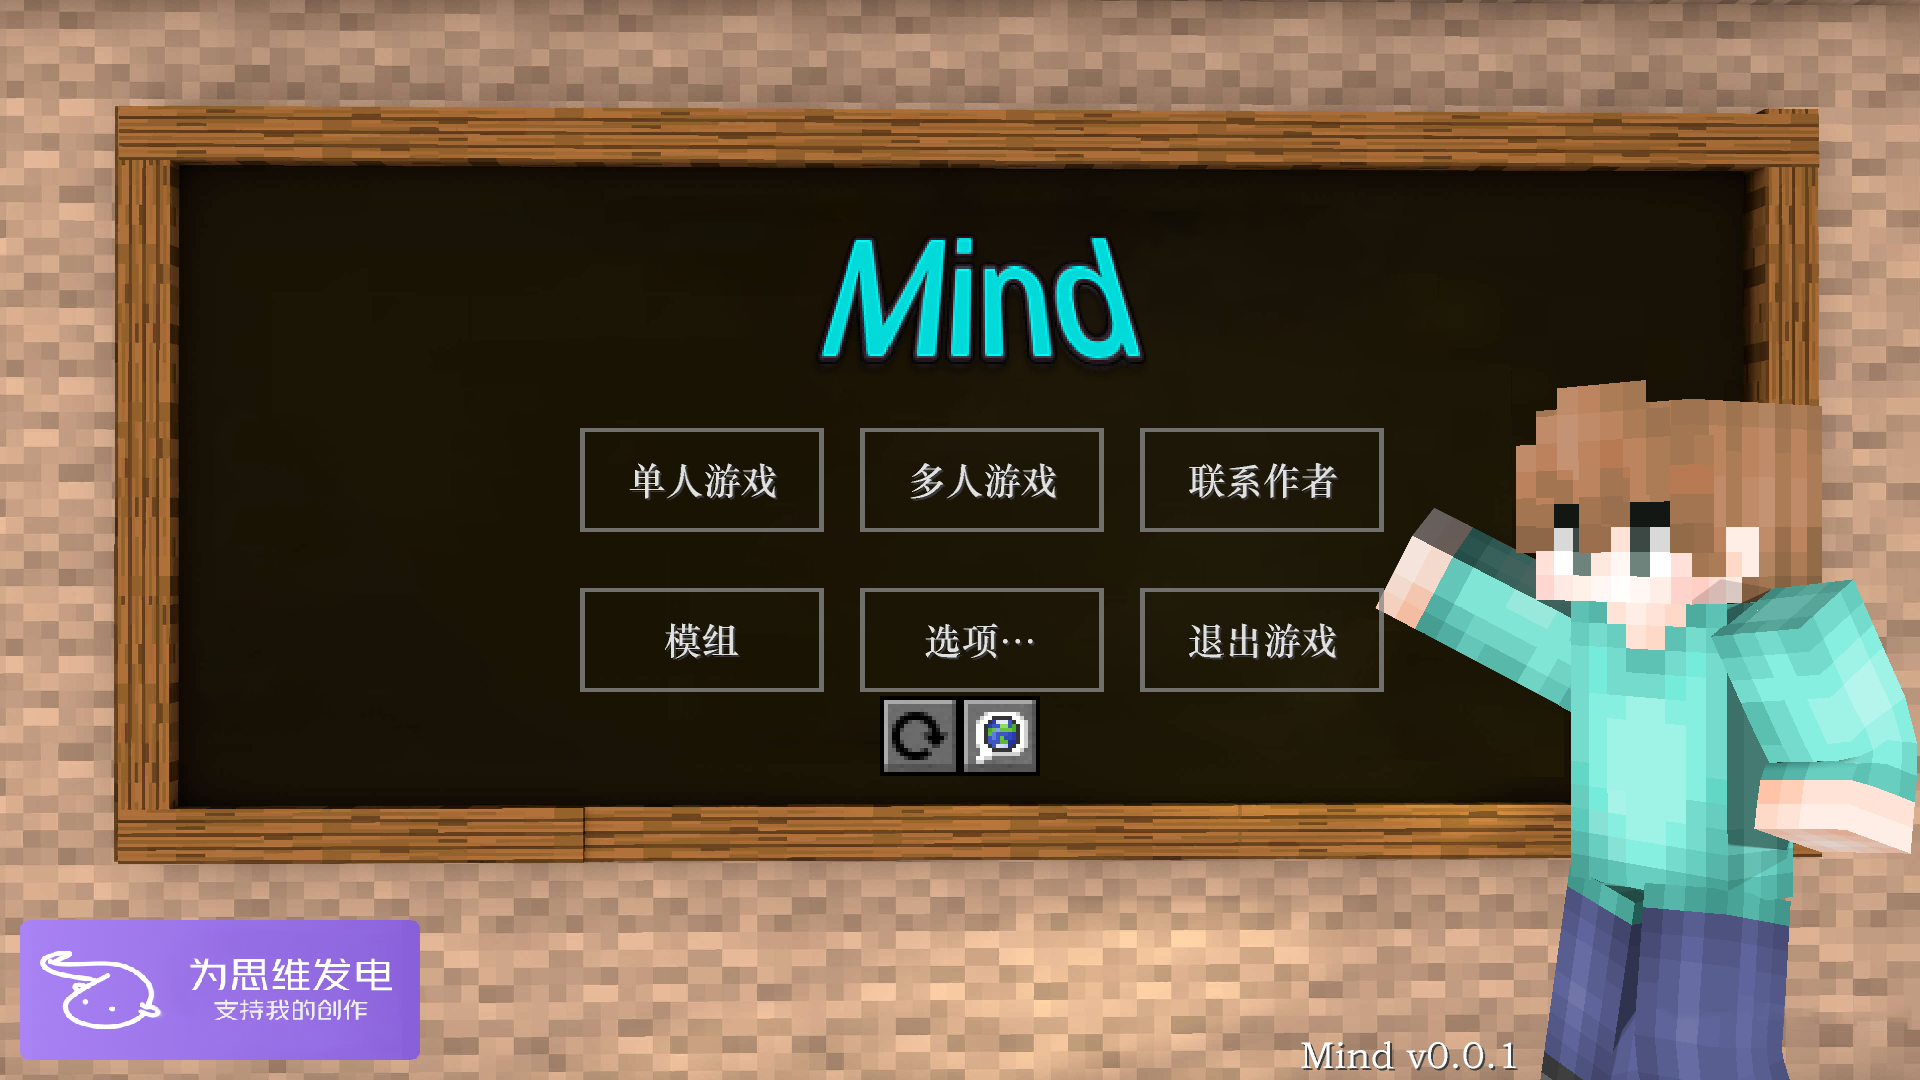 Mind
单人游戏
多人游戏
联系作者
模组
选项…
退出游戏
为思维发电
支持我的创作
Mind v0.0.1